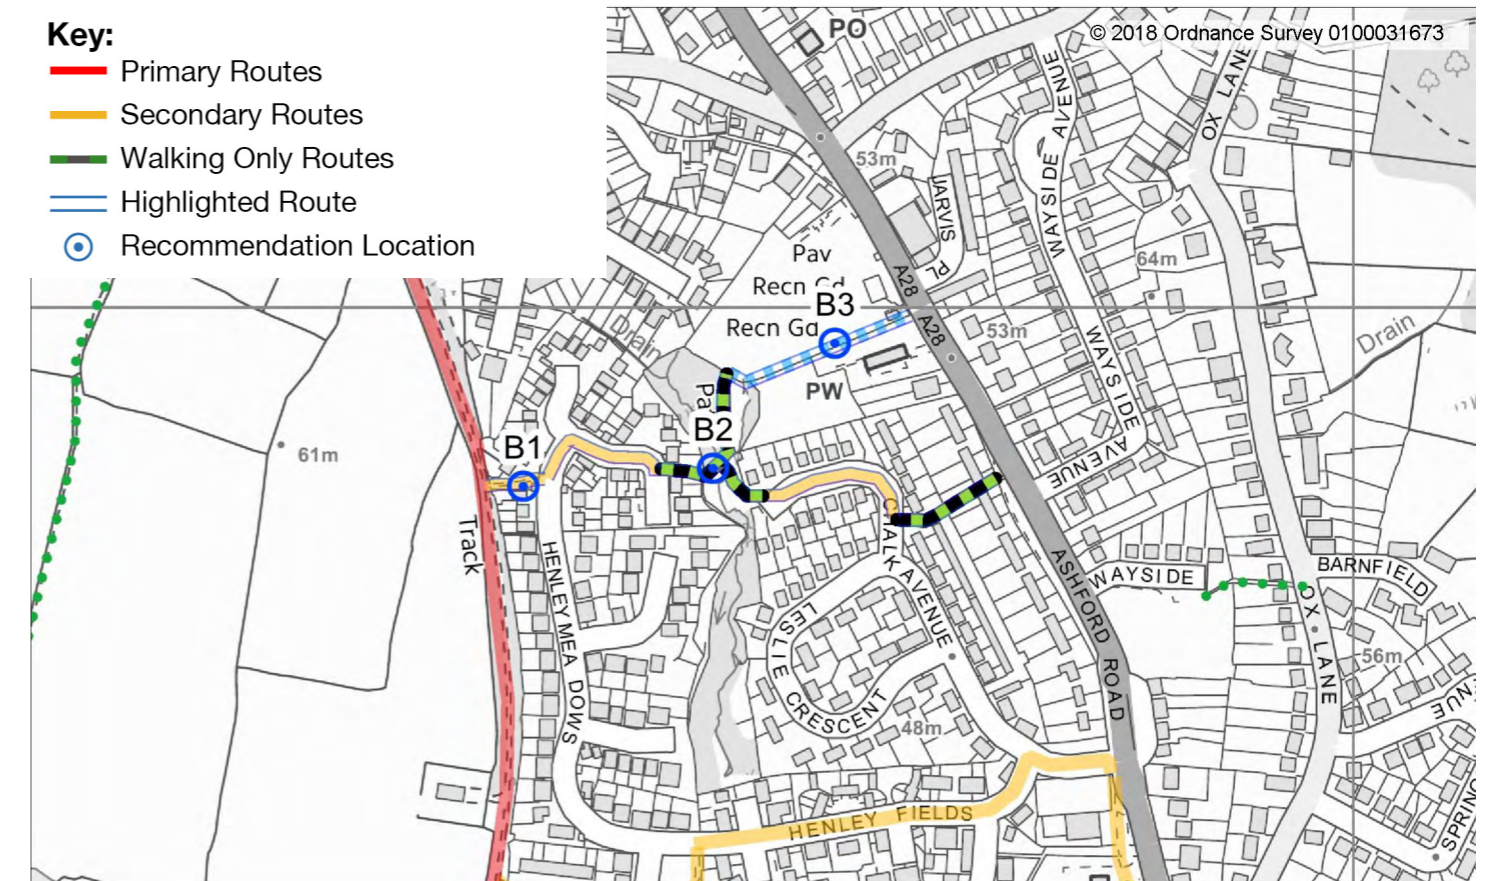 Key:
Primary Routes
Secondary Routes
Walking Only Routes
Highlighted Route
Recommendation Location
© 2018 Ordnance Survey 0100031673
PO
OX LANE
WAYSIDE AVENUE
53m
JARVIS PL
Pav
Recn Gd
64m
A28
B3
Recn Gd
A28
53m
Drain
Drain
WAYSIDE
AVENUE
PW
B2
B1
61m
Track
CHALK AVENUE
HENLEY MEADOWS
LESLIE CRESCENT
ASHFORD ROAD
WAYSIDE
BARNFIELD
OX LANE
56m
48m
HENLEY FIELDS
SPRING